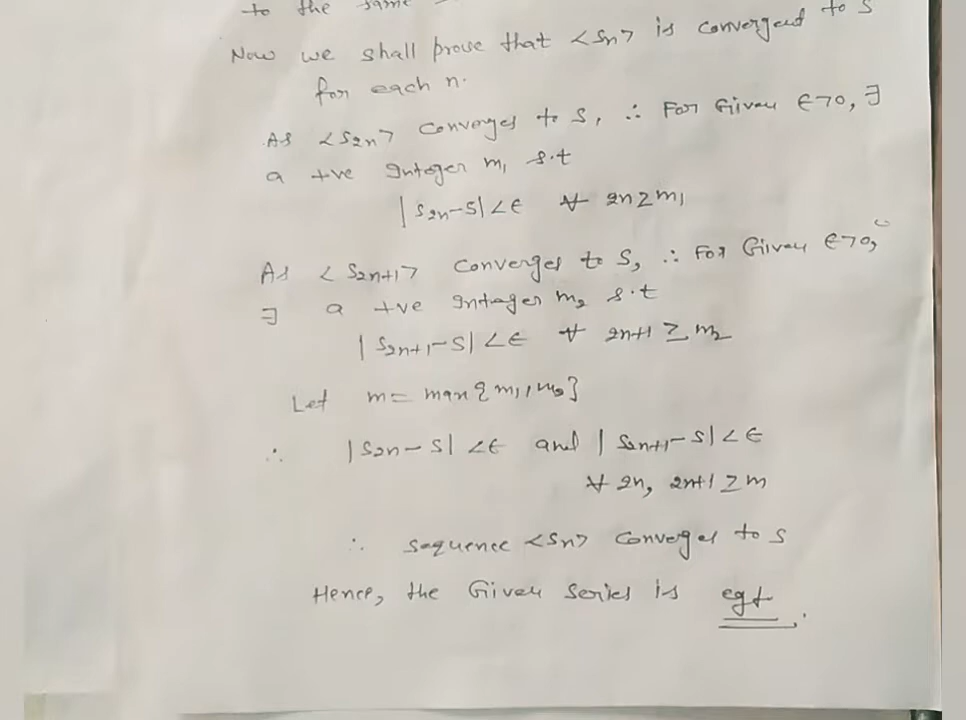 to the same
Now we shall prove that <Sn> is convergent to S
for each n.
As <S2n> converges to S, ∴ For Given ϵ>0, ∃
a +ve Integer m1 s.t
|S2n-S|<ϵ ∀ 2n≥m1
As <S2n+1> converges to S, ∴ For Given ϵ>0,
∃ a +ve Integer m2 s.t
|S2n+1-S|<ϵ ∀ 2n+1≥m2
Let m = max{m1,m2}
∴ |S2n-S|<ϵ and |S2n+1-S|<ϵ
∀ 2n, 2n+1≥m
∴ sequence <Sn> converges to S
Hence, the Given series is cgt.